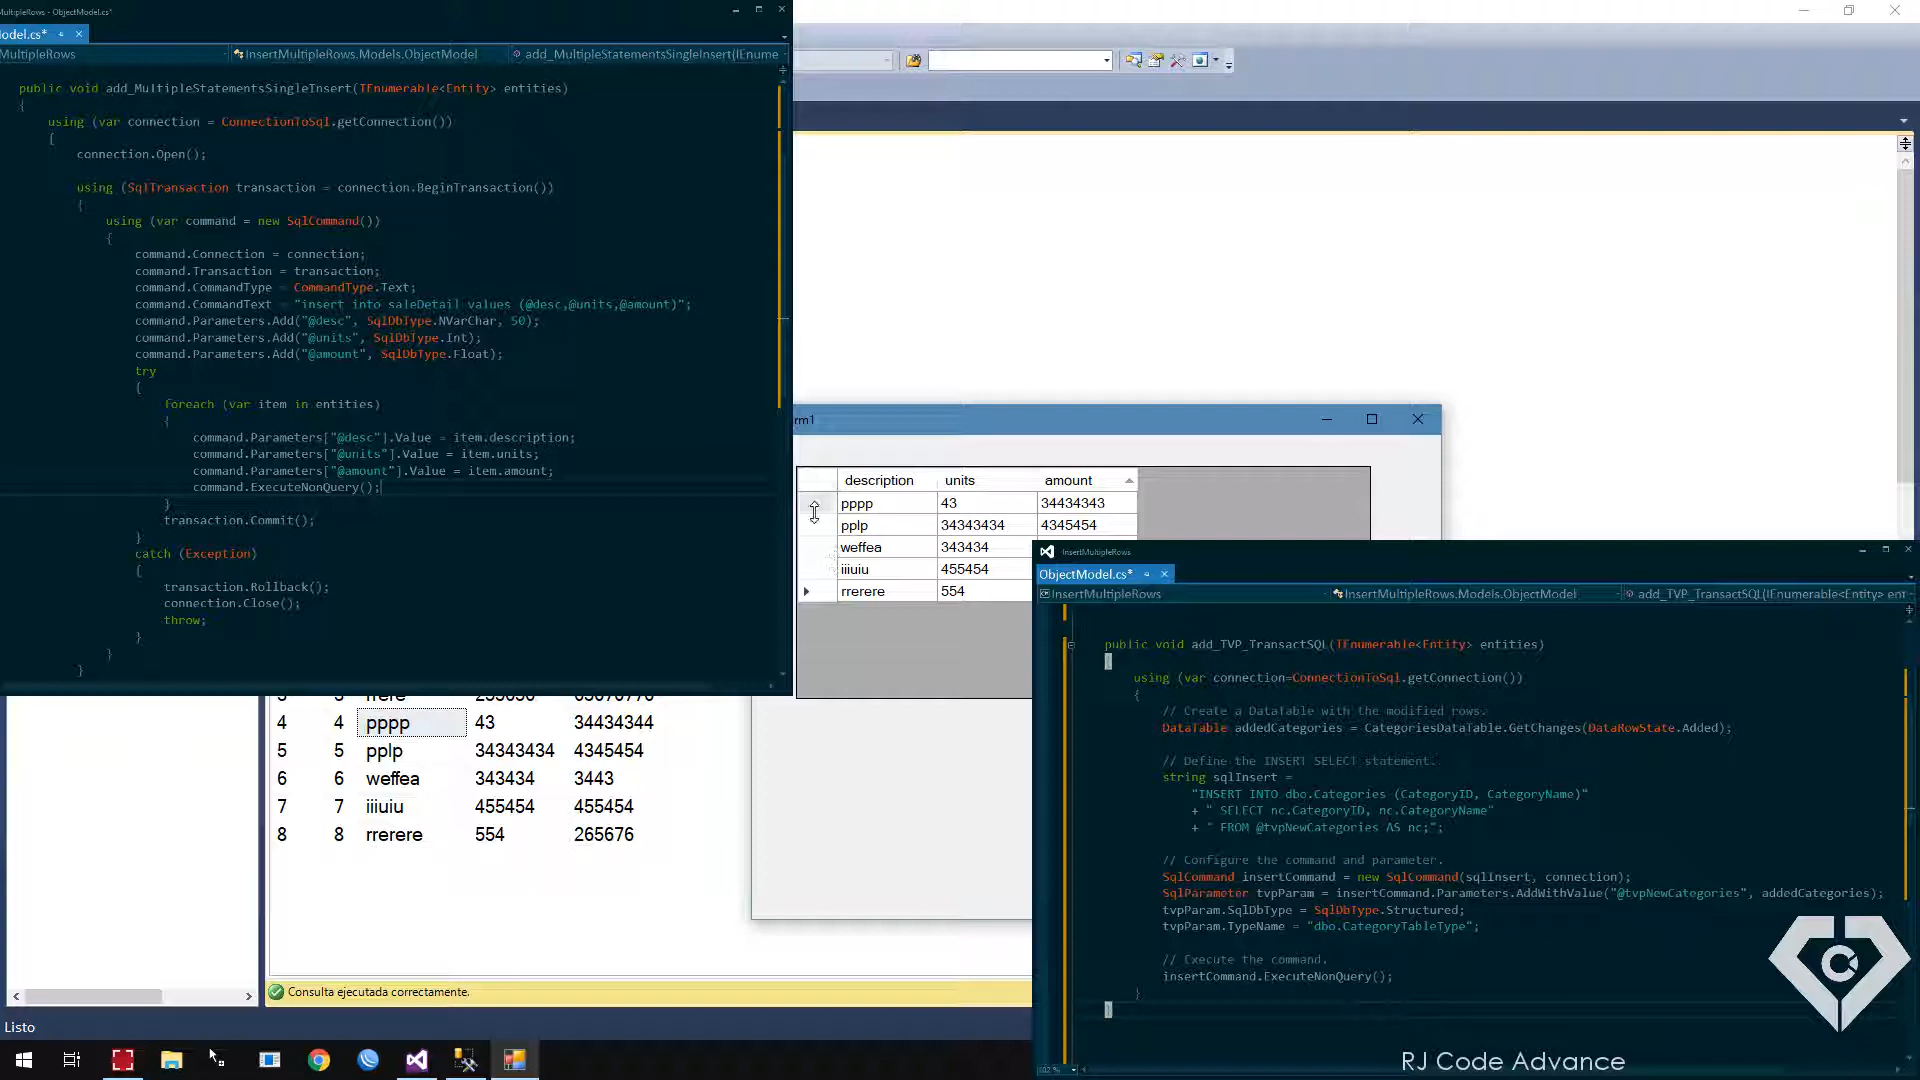 MultipleRows - ObjectModel.cs*
odel.cs*
MultipleRows
InsertMultipleRows.Models.ObjectModel
add_MultipleStatementsSingleInsert(IEnume
public void add_MultipleStatementsSingleInsert(IEnumerable<Entity> entities)
{
using (var connection = ConnectionToSql.getConnection())
{
connection.Open();
using (SqlTransaction transaction = connection.BeginTransaction())
{
using (var command = new SqlCommand())
{
command.Connection = connection;
command.Transaction = transaction;
command.CommandType = CommandType.Text;
command.CommandText = "insert into saleDetail values (@desc,@units,@amount)";
command.Parameters.Add("@desc", SqlDbType.NVarChar, 50);
command.Parameters.Add("@units", SqlDbType.Int);
command.Parameters.Add("@amount", SqlDbType.Float);
try
{
foreach (var item in entities)
{
command.Parameters["@desc"].Value = item.description;
command.Parameters["@units"].Value = item.units;
command.Parameters["@amount"].Value = item.amount;
command.ExecuteNonQuery();
}
transaction.Commit();
}
catch (Exception)
{
transaction.Rollback();
connection.Close();
throw;
}
}
}
rm1
description units amount
pppp 43 34434343
pplp 34343434 4345454
weffea 343434
iiiuiu 455454
rrerere 554
4 4 pppp 43 34434344
5 5 pplp 34343434 4345454
6 6 weffea 343434 3443
7 7 iiiuiu 455454 455454
8 8 rrerere 554 265676
Consulta ejecutada correctamente.
Listo
InsertMultipleRows
ObjectModel.cs*
InsertMultipleRows
InsertMultipleRows.Models.ObjectModel
add_TVP_TransactSQL(IEnumerable<Entity> ent
public void add_TVP_TransactSQL(IEnumerable<Entity> entities)
{
using (var connection=ConnectionToSql.getConnection())
{
// Create a DataTable with the modified rows.
DataTable addedCategories = CategoriesDataTable.GetChanges(DataRowState.Added);
// Define the INSERT SELECT statement.
string sqlInsert =
"INSERT INTO dbo.Categories (CategoryID, CategoryName)"
+ " SELECT nc.CategoryID, nc.CategoryName"
+ " FROM @tvpNewCategories AS nc;";
// Configure the command and parameter.
SqlCommand insertCommand = new SqlCommand(sqlInsert, connection);
SqlParameter tvpParam = insertCommand.Parameters.AddWithValue("@tvpNewCategories", addedCategories);
tvpParam.SqlDbType = SqlDbType.Structured;
tvpParam.TypeName = "dbo.CategoryTableType";
// Execute the command.
insertCommand.ExecuteNonQuery();
}
}
RJ Code Advance